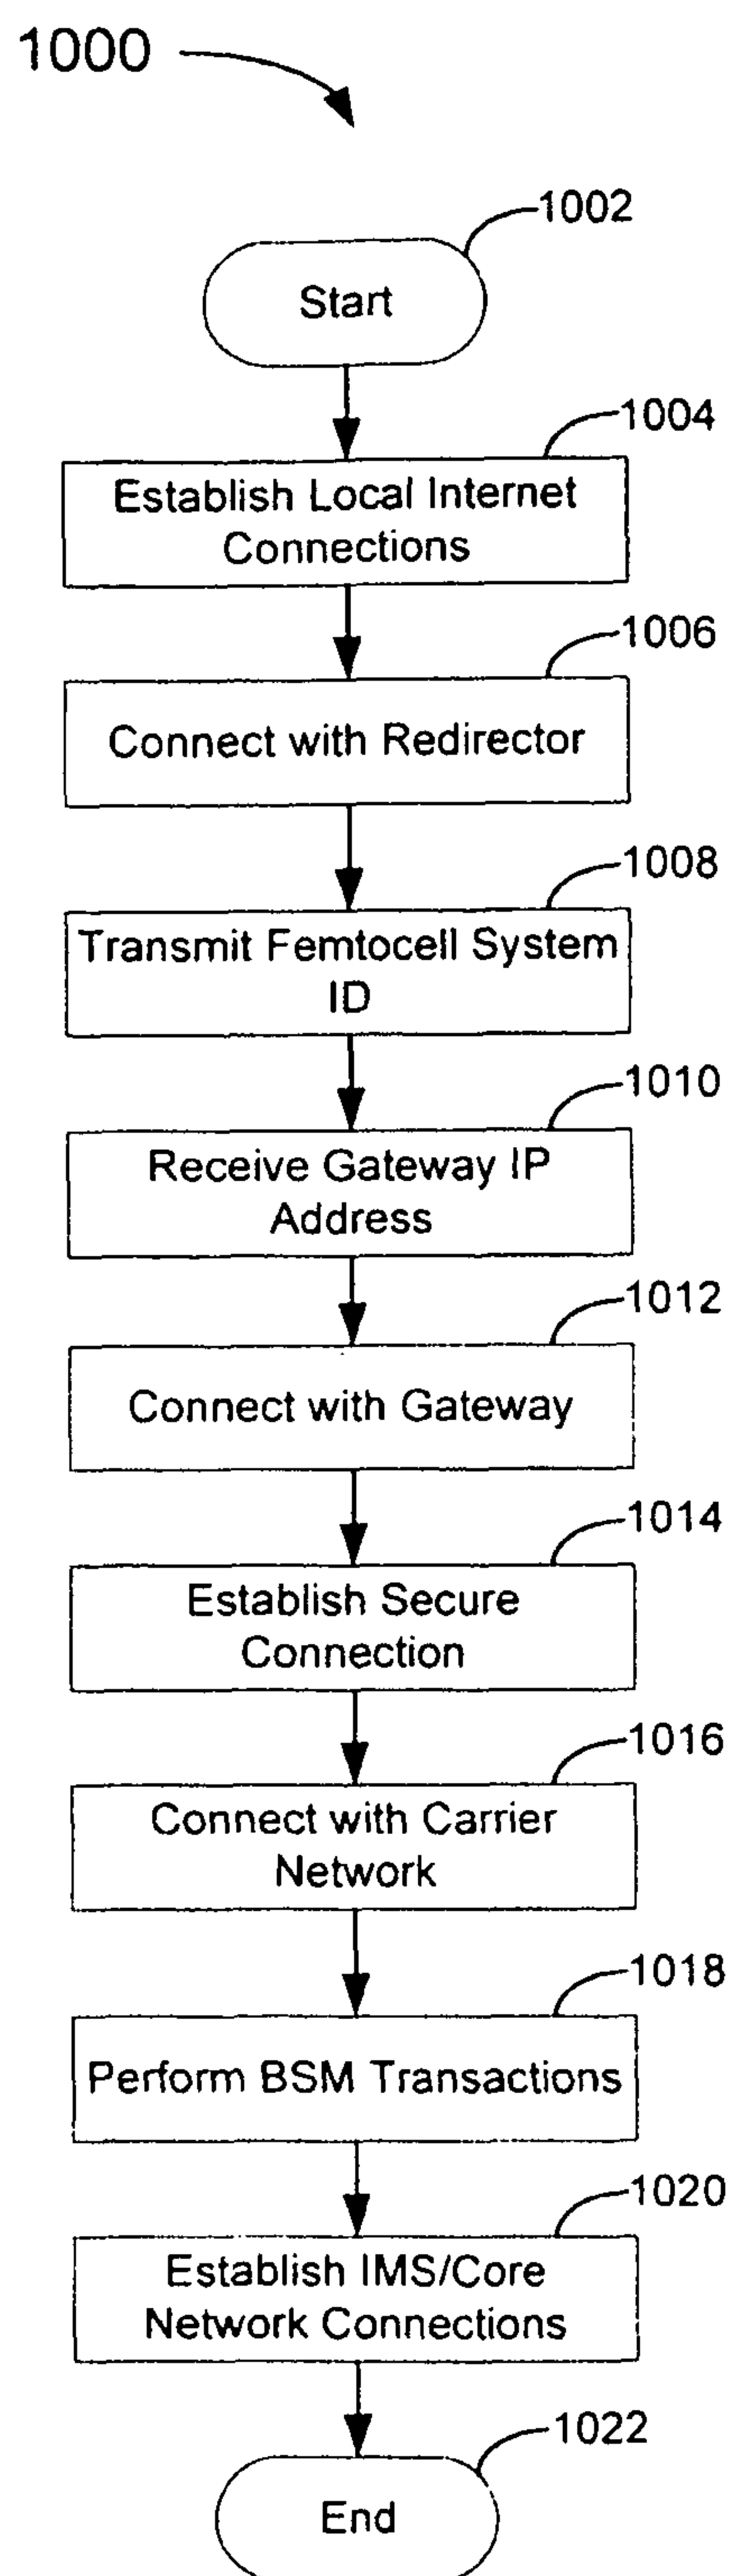 1000
1002
Start
1004
Establish Local Internet
Connections
1006
Connect with Redirector
1008
Transmit Femtocell System
ID
1010
Receive Gateway IP
Address
1012
Connect with Gateway
1014
Establish Secure
Connection
1016
Connect with Carrier
Network
1018
Perform BSM Transactions
1020
Establish IMS/Core
Network Connections
1022
End